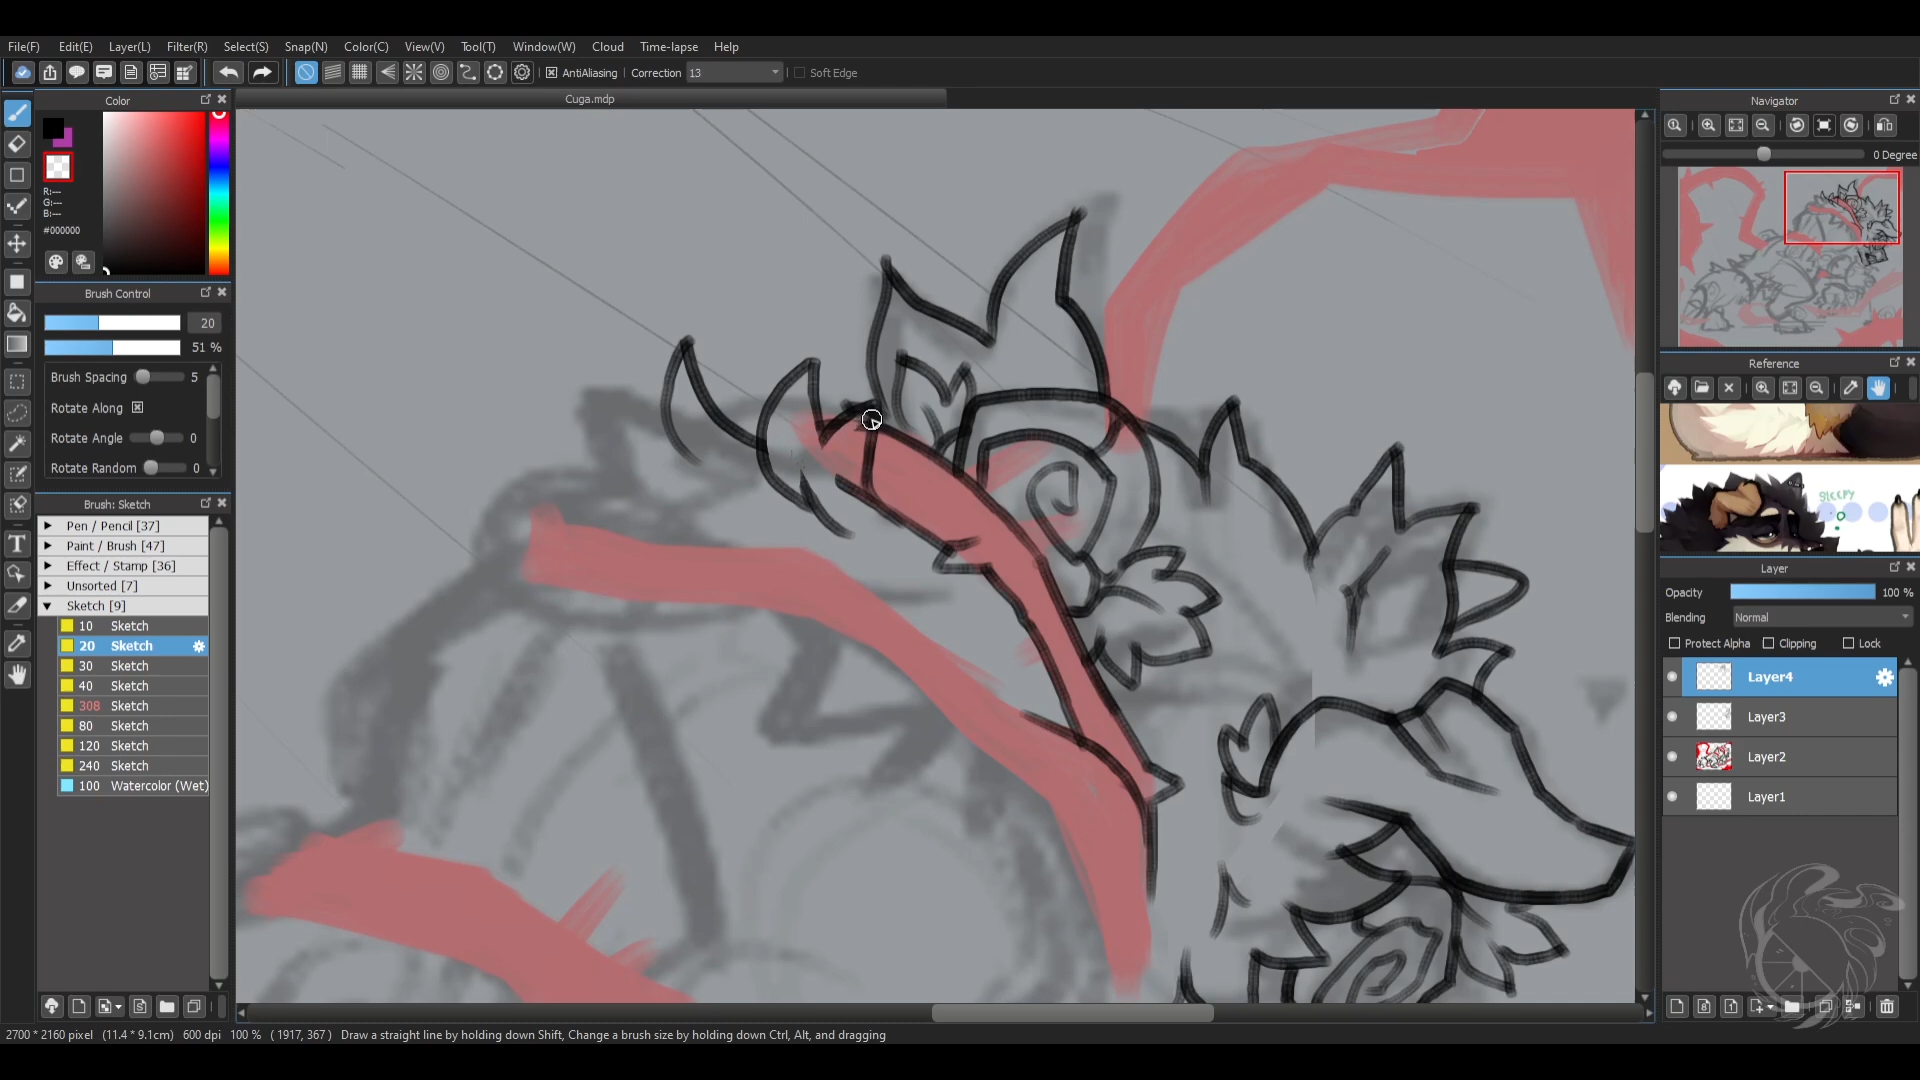 File(F) Edit(E) Layer(L) Filter(R) Select(S) Snap(N) Color(C) View(V) Tool(T) Window(W) Cloud Time-lapse Help
AntiAliasing Correction 13 Soft Edge
Color
R:---
G:---
B:---
#000000
Brush Control
20
51 %
Brush Spacing 5
Rotate Along
Rotate Angle 0
Rotate Random 0
Brush: Sketch
Pen / Pencil [37]
Paint / Brush [47]
Effect / Stamp [36]
Unsorted [7]
Sketch [9]
10 Sketch
20 Sketch
30 Sketch
40 Sketch
308 Sketch
80 Sketch
120 Sketch
240 Sketch
100 Watercolor (Wet)
Cuga.mdp
Navigator
0 Degree
Reference
SLEEPY
Layer
Opacity 100 %
Blending Normal
Protect Alpha Clipping Lock
Layer4
Layer3
Layer2
Layer1
2700 * 2160 pixel (11.4 * 9.1cm) 600 dpi 100 % ( 1917, 367 ) Draw a straight line by holding down Shift, Change a brush size by holding down Ctrl, Alt, and dragging